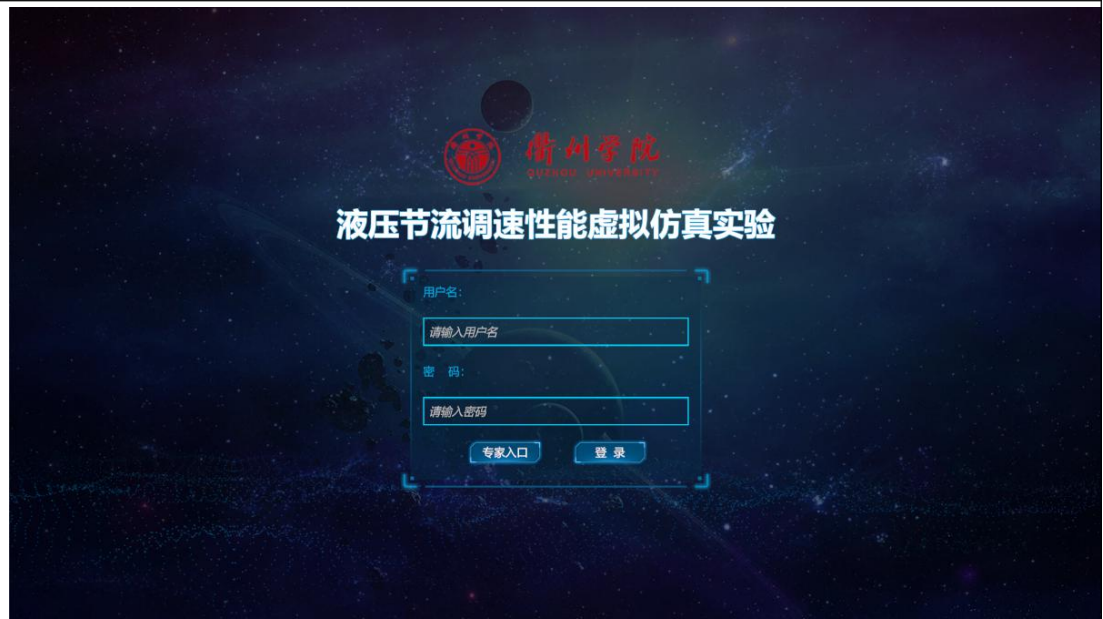 衢州学院
QUZHOU UNIVERSITY
液压节流调速性能虚拟仿真实验
用户名:
请输入用户名
密 码:
请输入密码
专家入口 登 录